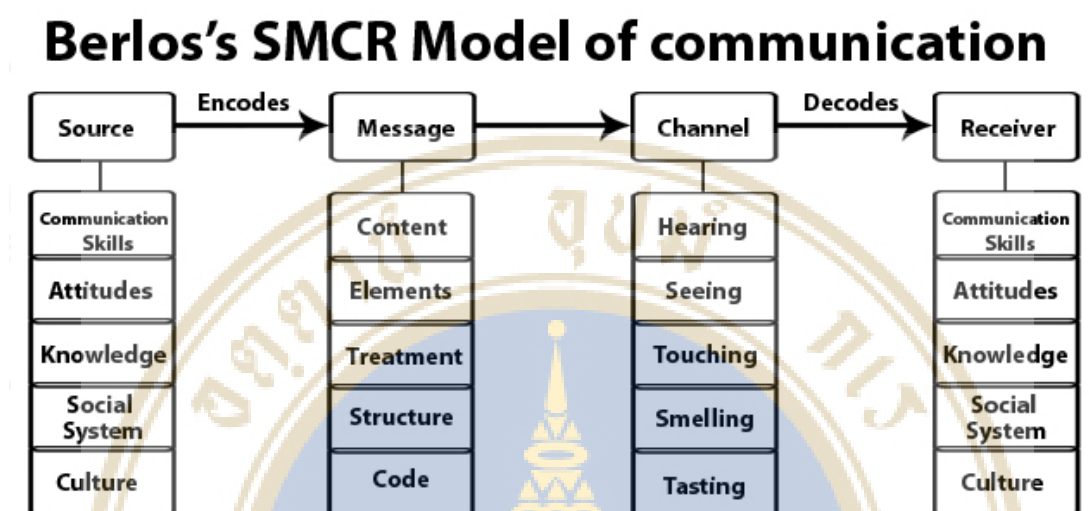 Berlos's SMCR Model of communication
Encodes
Decodes
Source
Message
Channel
Receiver
Communication
Skills
Content
Hearing
Communication
Skills
Attitudes
Elements
Seeing
Attitudes
Knowledge
Treatment
Touching
Knowledge
Social
System
Structure
Smelling
Social
System
Culture
Code
Tasting
Culture